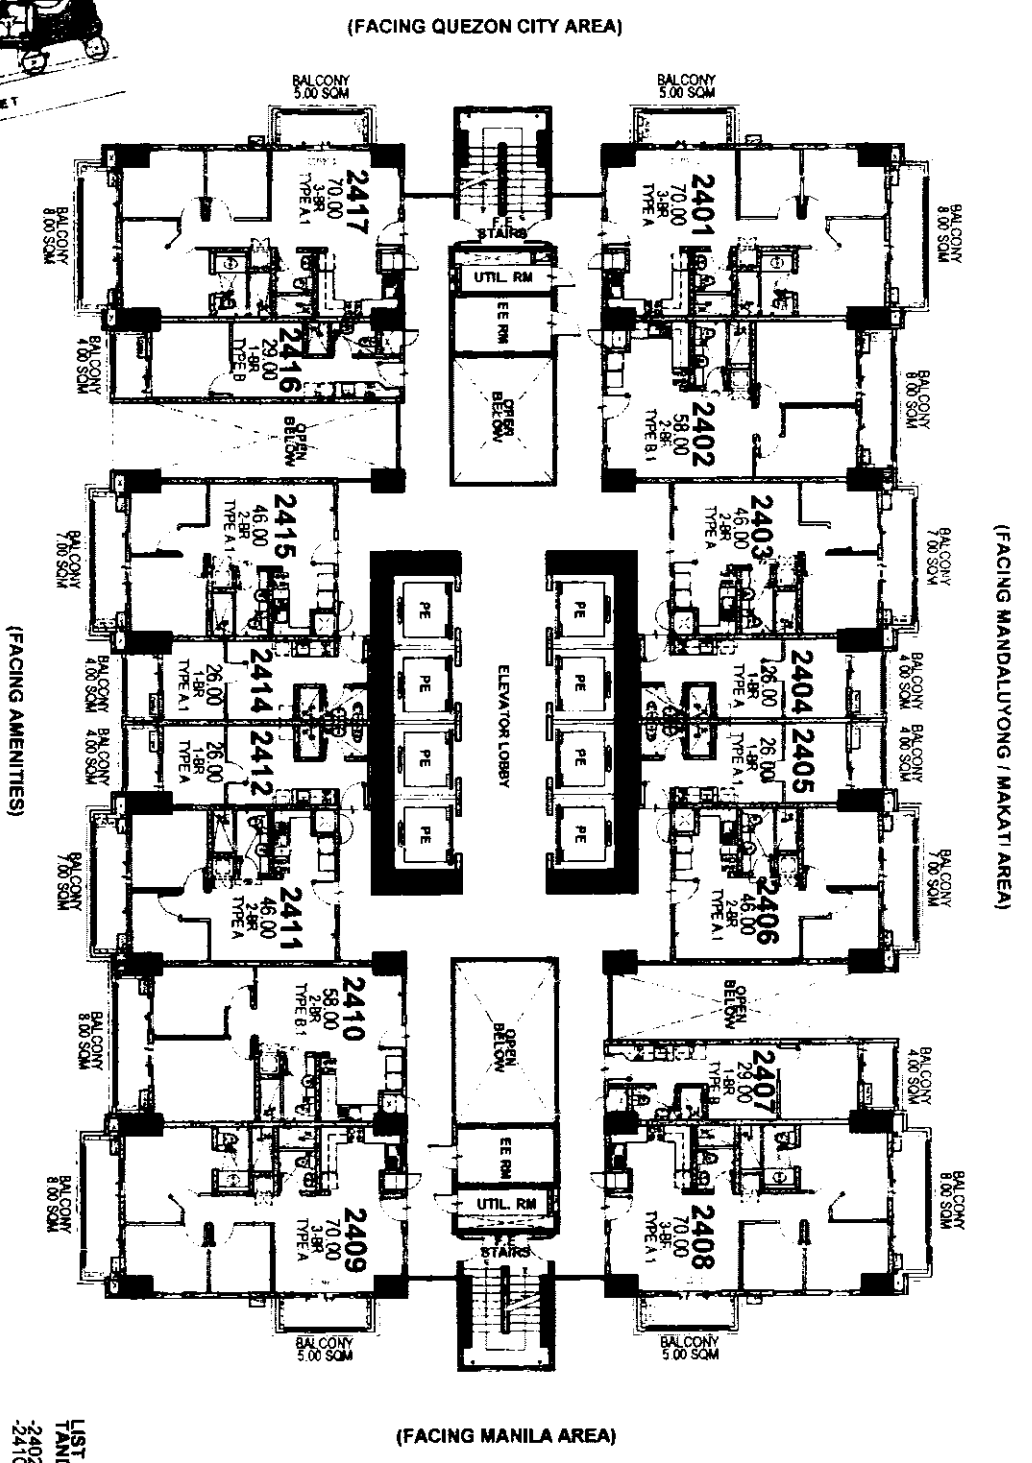 (FACING QUEZON CITY AREA)
BALCONY
5.00 SQM
BALCONY
5.00 SQM
2417
70.00
3-BR
TYPE A.1
BALCONY
8.00 SQM
STAIRS
UTIL. RM
EE RM
OPEN
BELOW
2401
70.00
3-BR
TYPE A
BALCONY
8.00 SQM
2416
29.00
1-BR
TYPE B
BALCONY
4.00 SQM
OPEN
BELOW
2402
58.00
2-BR
TYPE B.1
BALCONY
8.00 SQM
2415
46.00
2-BR
TYPE A.1
BALCONY
7.00 SQM
2403
46.00
2-BR
TYPE A
BALCONY
7.00 SQM
(FACING MANDALUYONG / MAKATI AREA)
(FACING AMENITIES)
2414
26.00
1-BR
TYPE A.1
BALCONY
4.00 SQM
PE
PE
PE
PE
ELEVATOR LOBBY
PE
PE
PE
PE
2404
26.00
1-BR
TYPE A
BALCONY
4.00 SQM
2412
26.00
1-BR
TYPE A
BALCONY
4.00 SQM
2405
26.00
1-BR
TYPE A.1
BALCONY
4.00 SQM
2411
46.00
2-BR
TYPE A
BALCONY
7.00 SQM
2406
46.00
2-BR
TYPE A.1
BALCONY
7.00 SQM
2410
58.00
2-BR
TYPE B.1
BALCONY
8.00 SQM
OPEN
BELOW
OPEN
BELOW
2407
29.00
1-BR
TYPE B
BALCONY
4.00 SQM
2409
70.00
3-BR
TYPE A
BALCONY
8.00 SQM
EE RM
UTIL. RM
STAIRS
2408
70.00
3-BR
TYPE A.1
BALCONY
8.00 SQM
BALCONY
5.00 SQM
BALCONY
5.00 SQM
(FACING MANILA AREA)
LIST
-2402